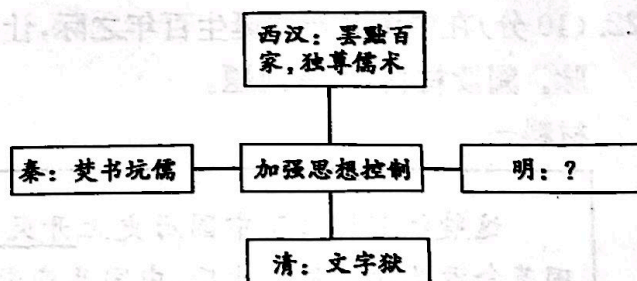 西汉：罢黜百
家，独尊儒术
秦：焚书坑儒
加强思想控制
明：？
清：文字狱